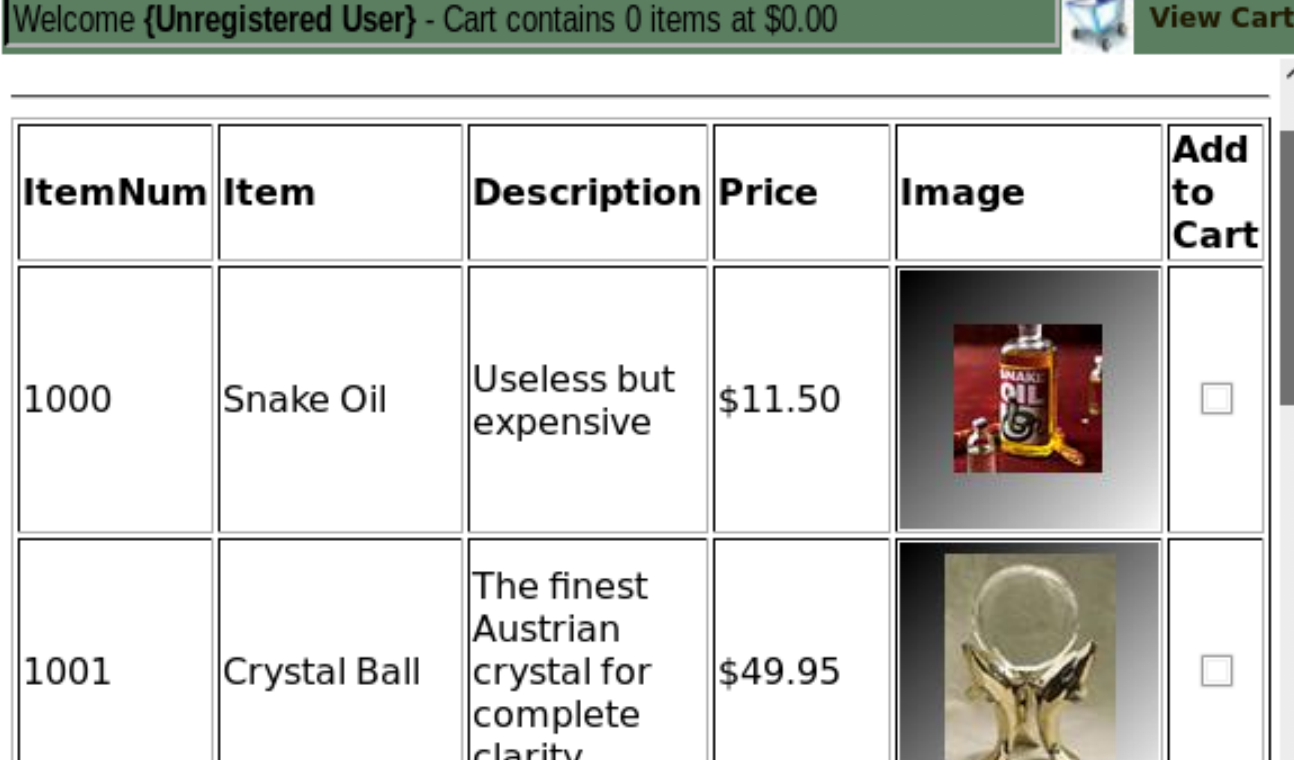 Welcome {Unregistered User} - Cart contains 0 items at $0.00
View Cart
ItemNum
Item
Description
Price
Image
Add
to
Cart
1000
Snake Oil
Useless but
expensive
$11.50
SNAKE
OIL
1001
Crystal Ball
The finest
Austrian
crystal for
complete
clarity
$49.95